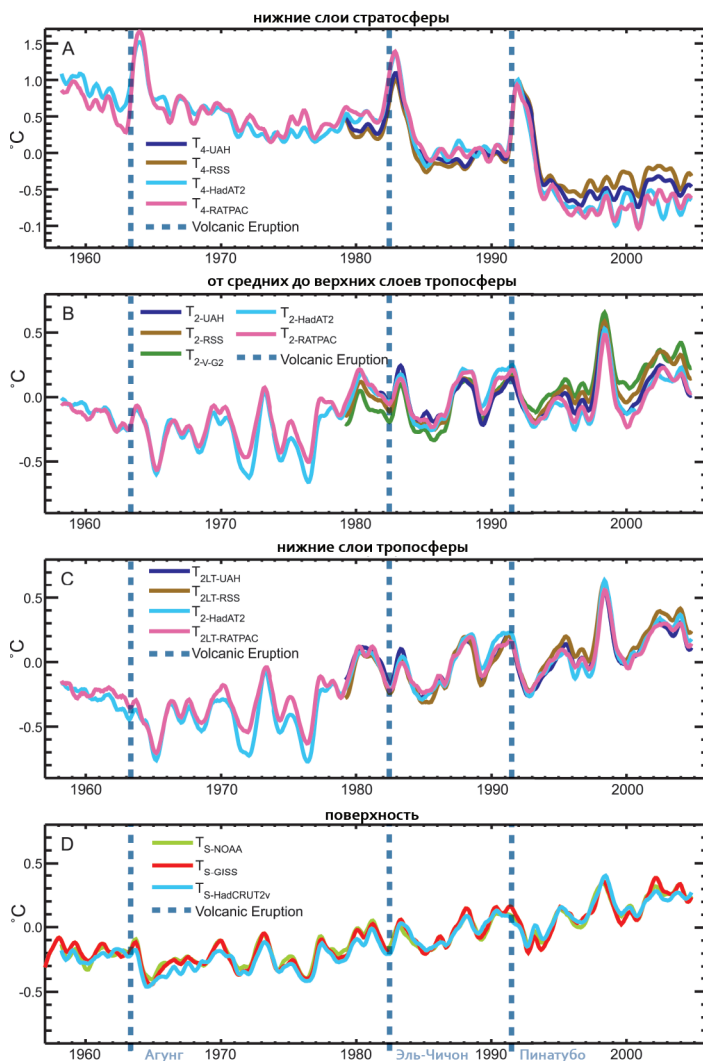 нижние слои стратосферы
A
1.5
1.0
0.5
0.0
-0.5
-0.1
°C
T4-UAH
T4-RSS
T4-HadAT2
T4-RATPAC
Volcanic Eruption
1960 1970 1980 1990 2000
от средних до верхних слоев тропосферы
B
0.5
0.0
-0.5
°C
T2-UAH T2-HadAT2
T2-RSS T2-RATPAC
T2-V-G2 Volcanic Eruption
1960 1970 1980 1990 2000
нижние слои тропосферы
C
0.5
0.0
-0.5
°C
T2LT-UAH
T2LT-RSS
T2-HadAT2
T2LT-RATPAC
Volcanic Eruption
1960 1970 1980 1990 2000
поверхность
D
0.5
0.0
-0.5
°C
TS-NOAA
TS-GISS
TS-HadCRUT2v
Volcanic Eruption
1960 1970 1980 1990 2000
Агунг Эль-Чичон Пинатубо